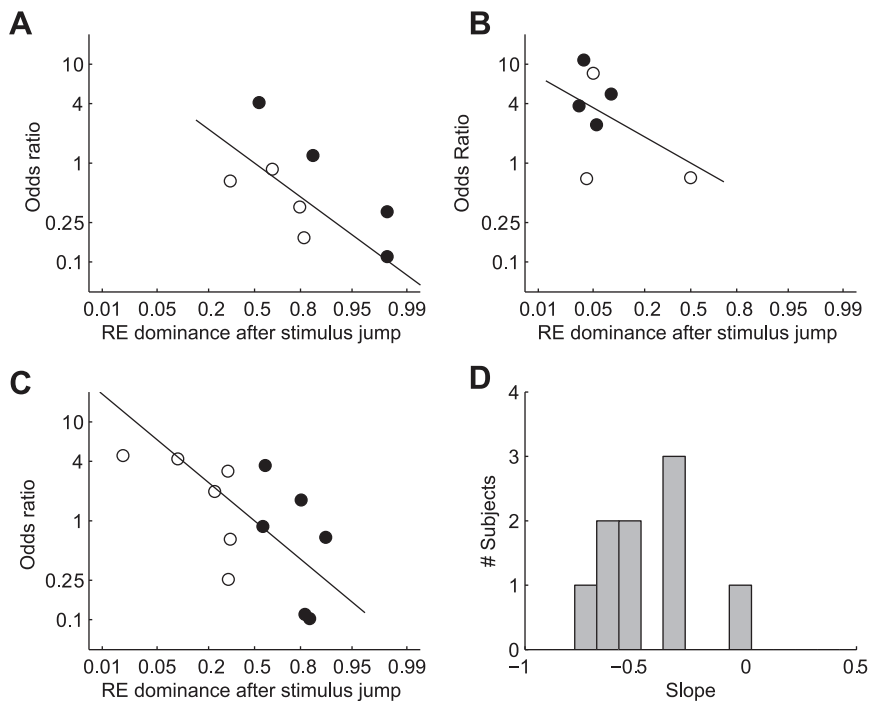 A
Odds ratio
10
4
1
0.25
0.1
0.01 0.05 0.2 0.5 0.8 0.95 0.99
RE dominance after stimulus jump
B
Odds Ratio
10
4
1
0.25
0.1
0.01 0.05 0.2 0.5 0.8 0.95 0.99
RE dominance after stimulus jump
C
Odds ratio
10
4
1
0.25
0.1
0.01 0.05 0.2 0.5 0.8 0.95 0.99
RE dominance after stimulus jump
D
# Subjects
4
3
2
1
0
−1 −0.5 0 0.5
Slope